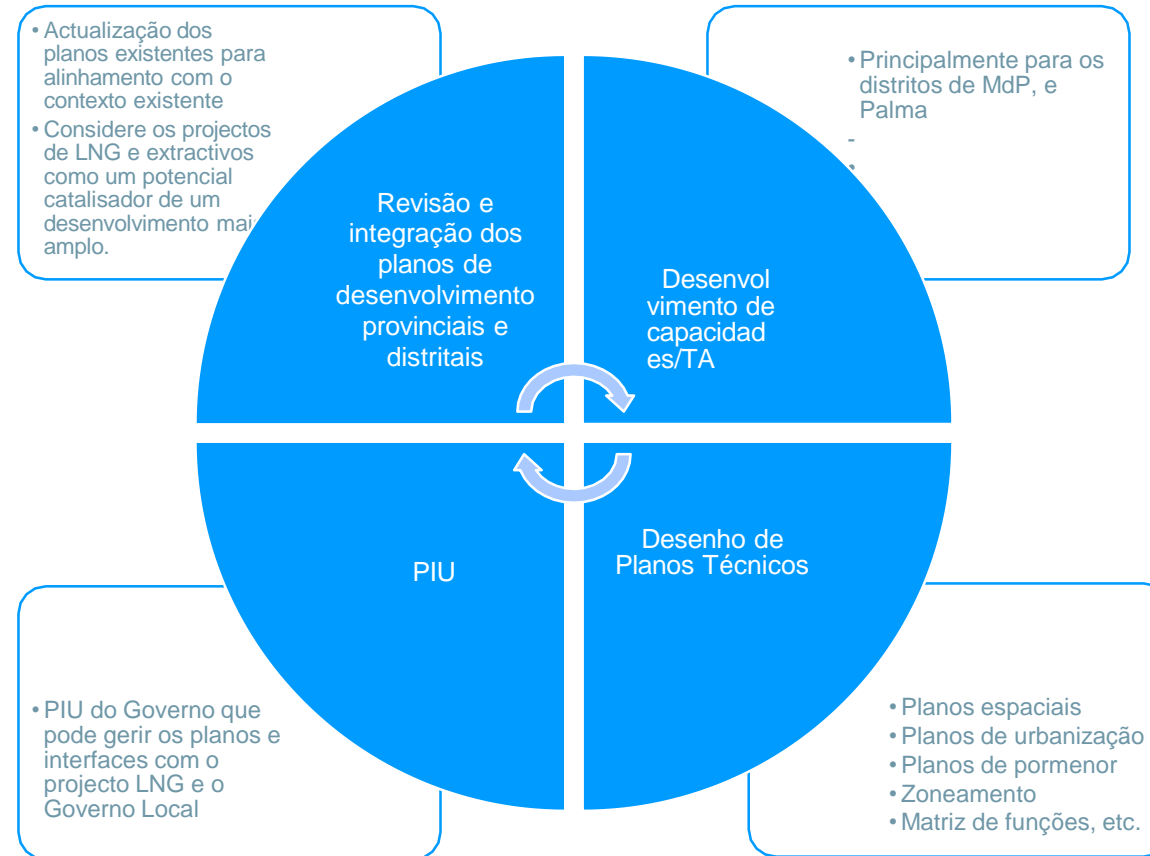 • Actualização dos
planos existentes para
alinhamento com o
contexto existente
• Considere os projectos
de LNG e extractivos
como um potencial
catalisador de um
desenvolvimento mais
amplo.
• Principalmente para os
distritos de MdP, e
Palma
-
•
Revisão e
integração dos
planos de
desenvolvimento
provinciais e
distritais
Desenvol
vimento de
capacidad
es/TA
PIU
Desenho de
Planos Técnicos
• PIU do Governo que
pode gerir os planos e
interfaces com o
projecto LNG e o
Governo Local
• Planos espaciais
• Planos de urbanização
• Planos de pormenor
• Zoneamento
• Matriz de funções, etc.